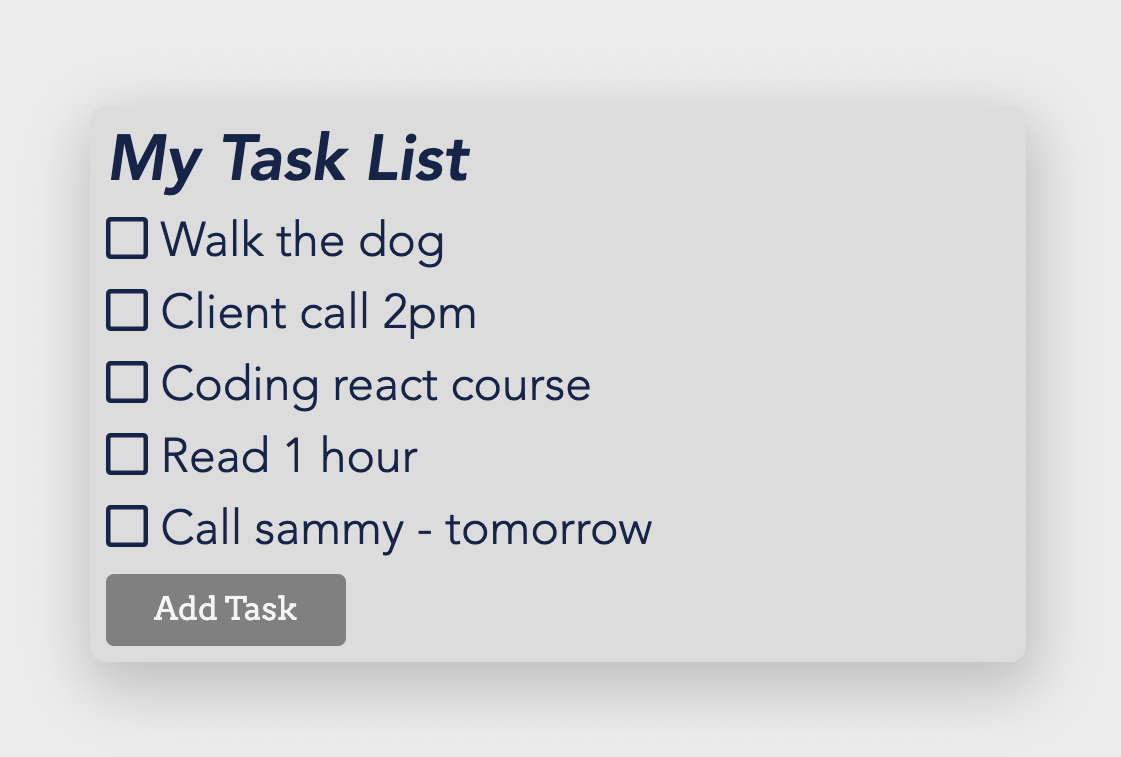 My Task List
Walk the dog
Client call 2pm
Coding react course
Read 1 hour
Call sammy - tomorrow
Add Task